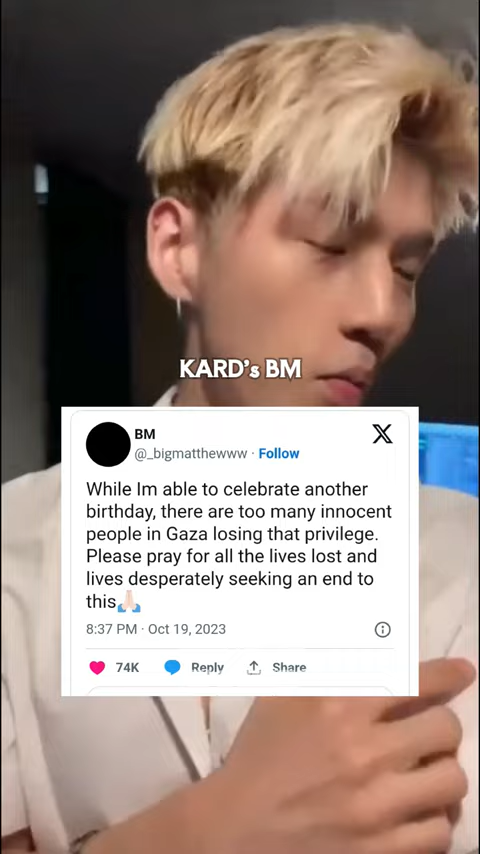 KARD's BM
BM
@_bigmatthewww · Follow
While Im able to celebrate another
birthday, there are too many innocent
people in Gaza losing that privilege.
Please pray for all the lives lost and
lives desperately seeking an end to
this🙏🏻
8:37 PM · Oct 19, 2023
74K Reply Share